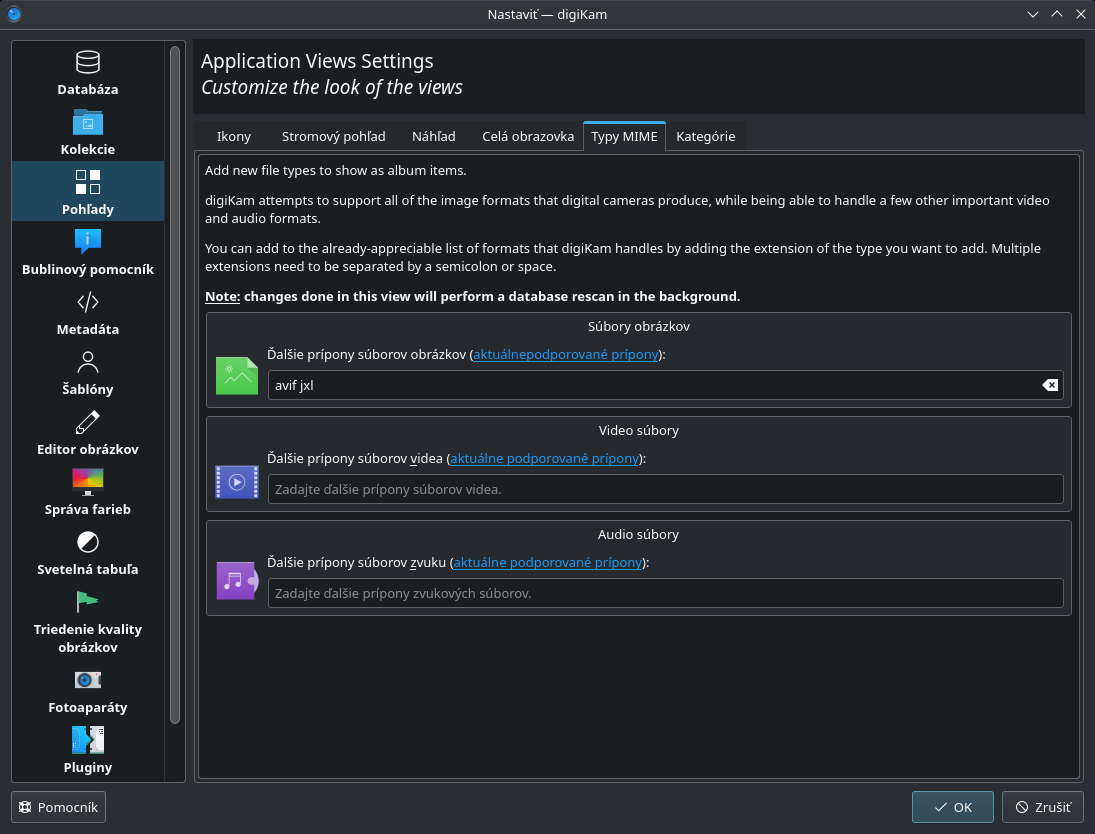 Nastaviť — digiKam
Databáza
Kolekcie
Pohľady
Bublinový pomocník
Metadáta
Šablóny
Editor obrázkov
Správa farieb
Svetelná tabuľa
Triedenie kvality
obrázkov
Fotoaparáty
Pluginy
Application Views Settings
Customize the look of the views
Ikony Stromový pohľad Náhľad Celá obrazovka Typy MIME Kategórie
Add new file types to show as album items.
digiKam attempts to support all of the image formats that digital cameras produce, while being able to handle a few other important video
and audio formats.
You can add to the already-appreciable list of formats that digiKam handles by adding the extension of the type you want to add. Multiple
extensions need to be separated by a semicolon or space.
Note: changes done in this view will perform a database rescan in the background.
Súbory obrázkov
Ďalšie prípony súborov obrázkov (aktuálnepodporované prípony):
avif jxl
Video súbory
Ďalšie prípony súborov videa (aktuálne podporované prípony):
Zadajte ďalšie prípony súborov videa.
Audio súbory
Ďalšie prípony súborov zvuku (aktuálne podporované prípony):
Zadajte ďalšie prípony zvukových súborov.
Pomocník OK Zrušiť